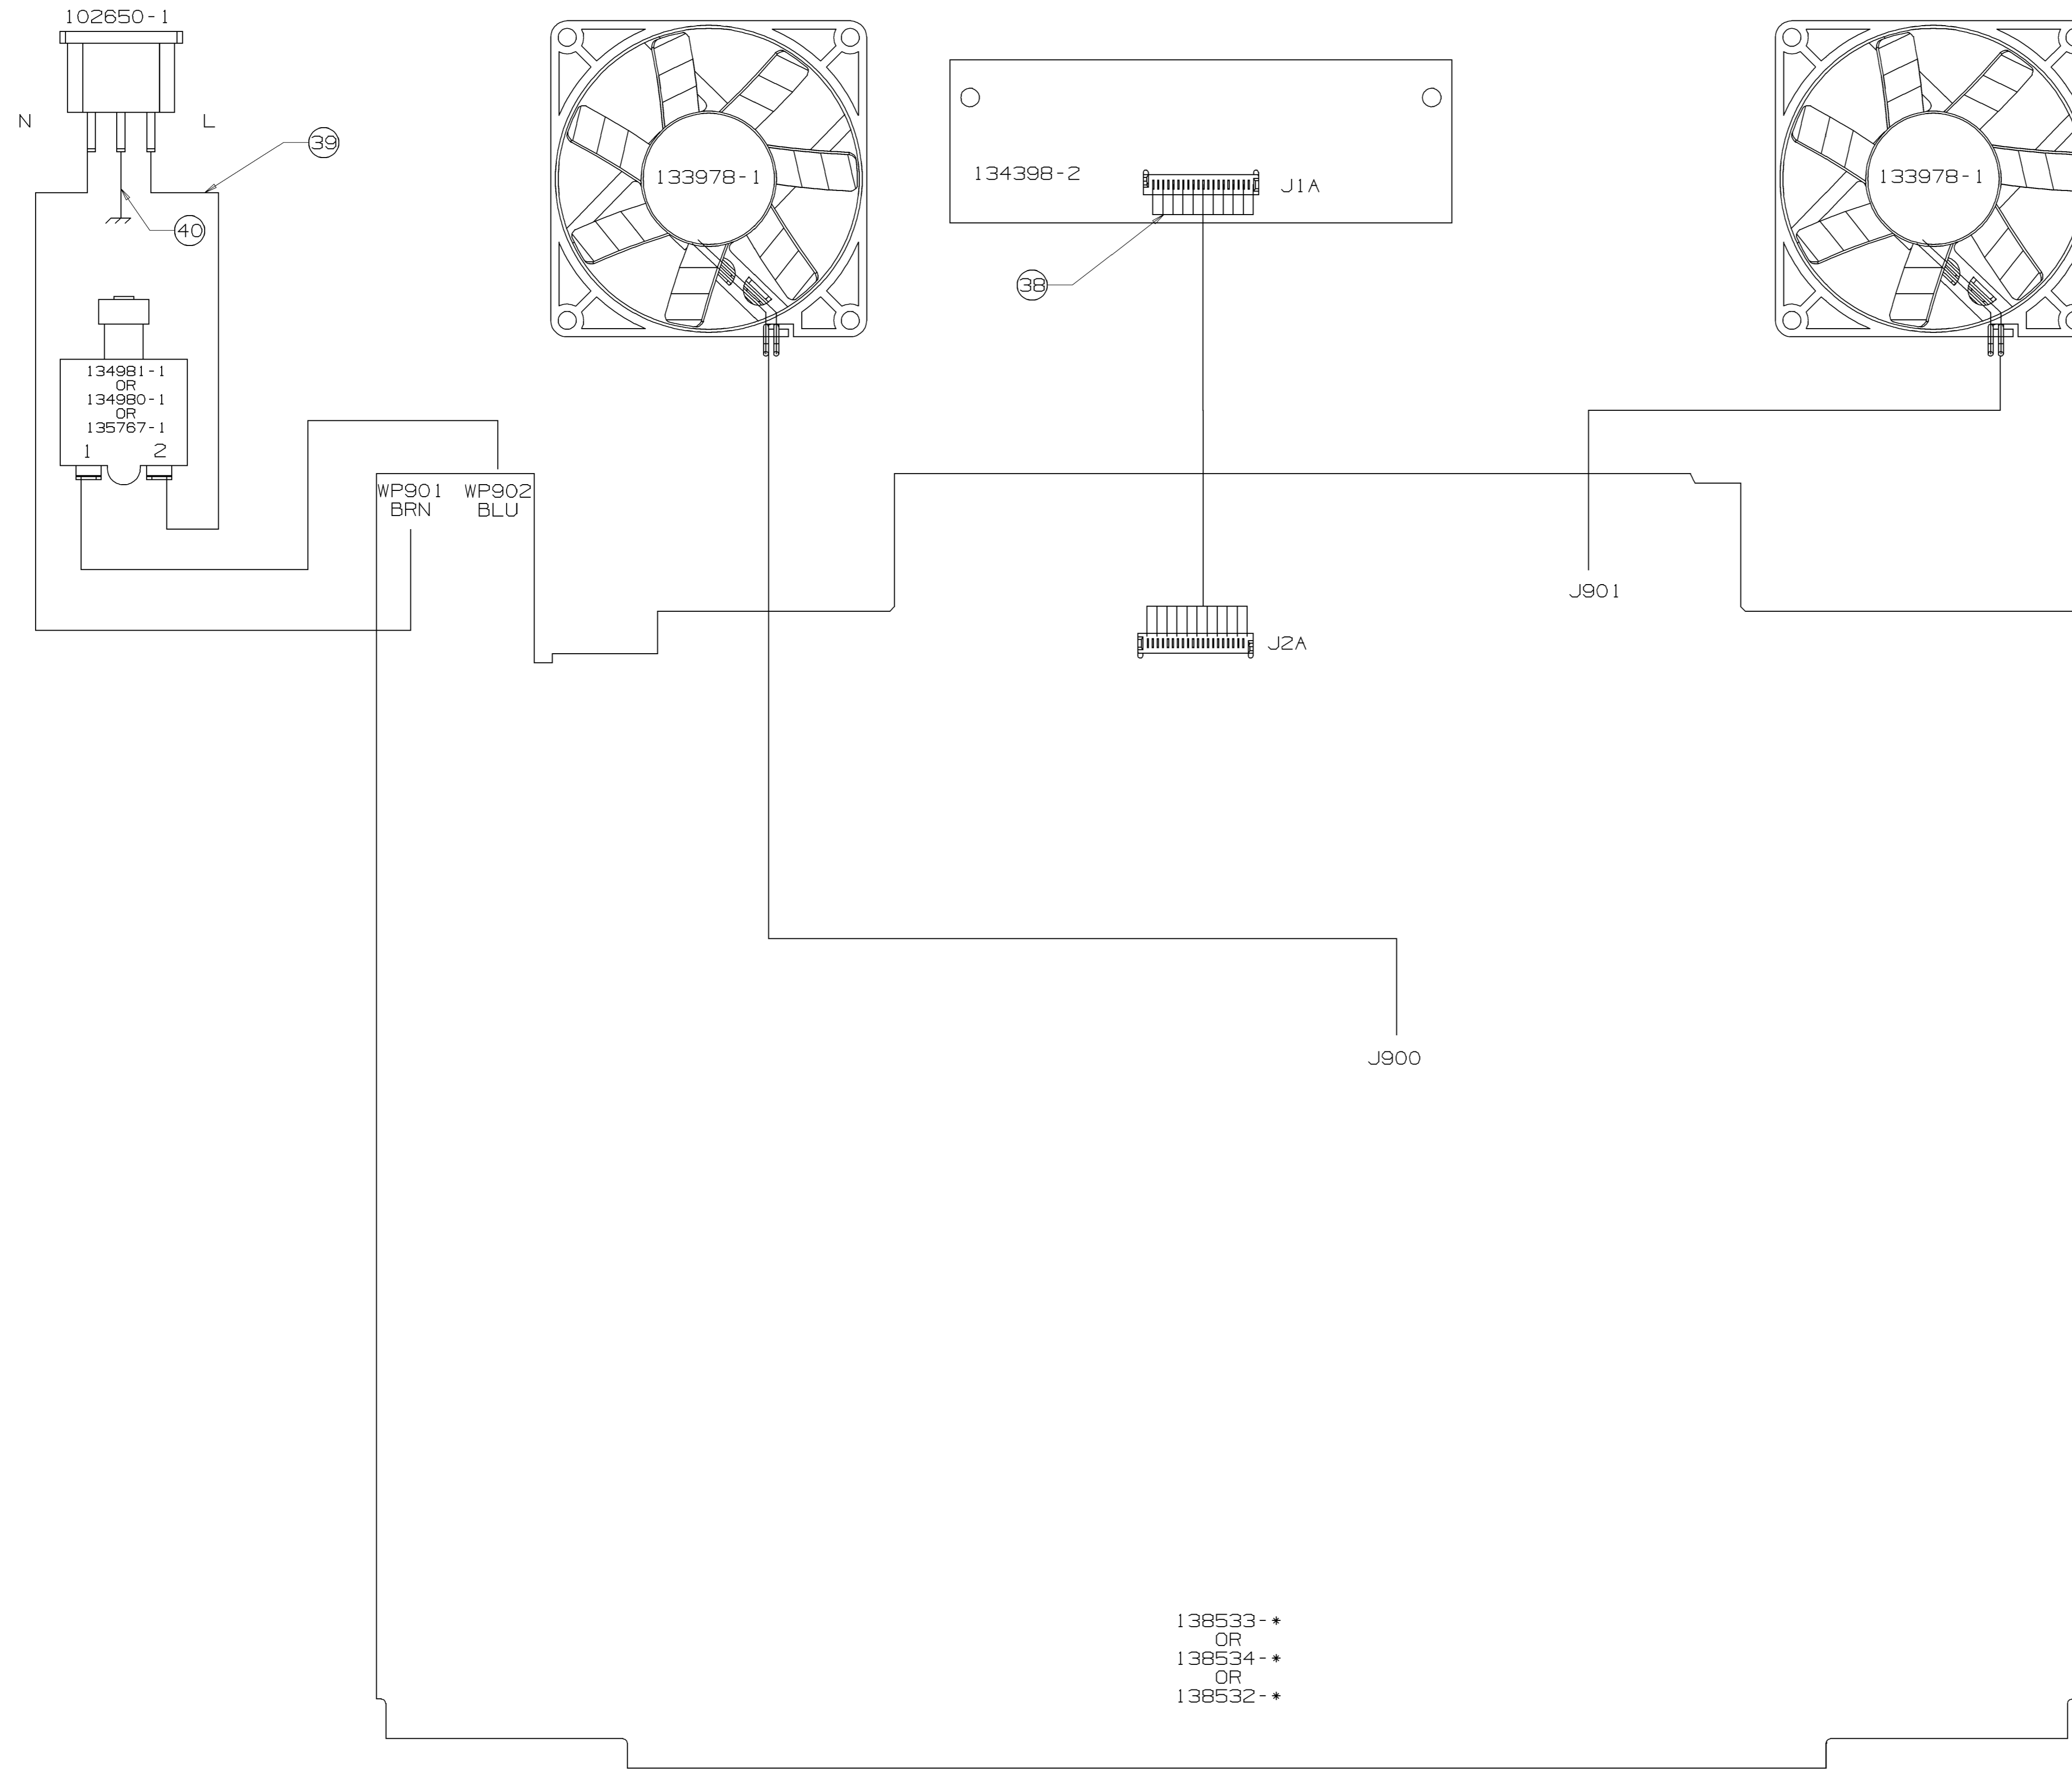 102650-1
N
L
39
40
133978-1
134398-2
J1A
38
133978-1
134981-1
OR
134980-1
OR
135767-1
1 2
WP901 WP902
BRN BLU
J901
J2A
J900
138533-*
OR
138534-*
OR
138532-*